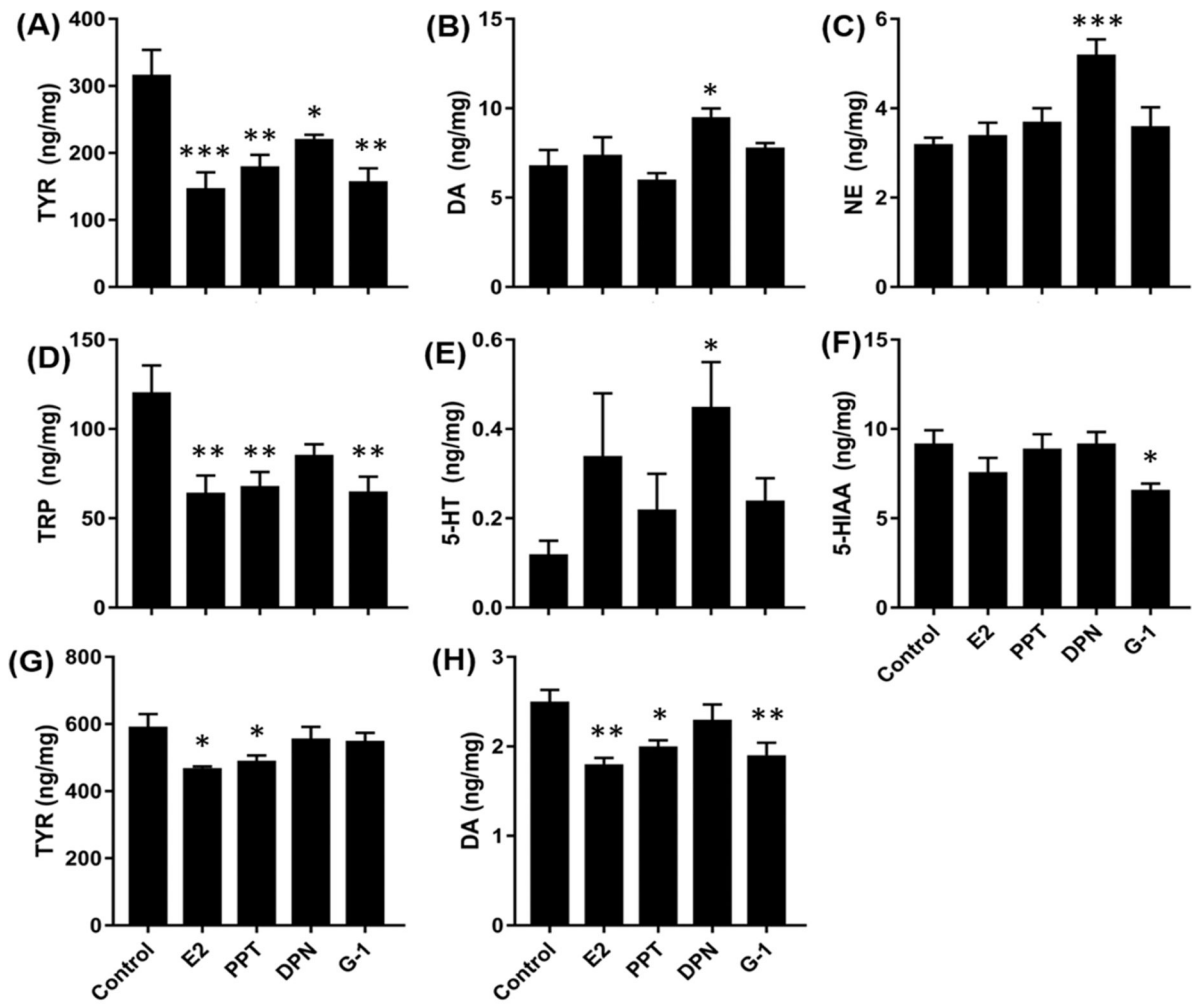 (A)
TYR (ng/mg)
400
300
200
100
0
***
**
*
**
(B)
DA (ng/mg)
15
10
5
0
*
(C)
NE (ng/mg)
6
4
2
0
***
(D)
TRP (ng/mg)
150
100
50
0
**
**
**
(E)
5-HT (ng/mg)
0.6
0.4
0.2
0.0
*
(F)
5-HIAA (ng/mg)
15
10
5
0
*
Control
E2
PPT
DPN
G-1
(G)
TYR (ng/mg)
800
600
400
200
0
*
*
Control
E2
PPT
DPN
G-1
(H)
DA (ng/mg)
3
2
1
0
**
*
**
Control
E2
PPT
DPN
G-1